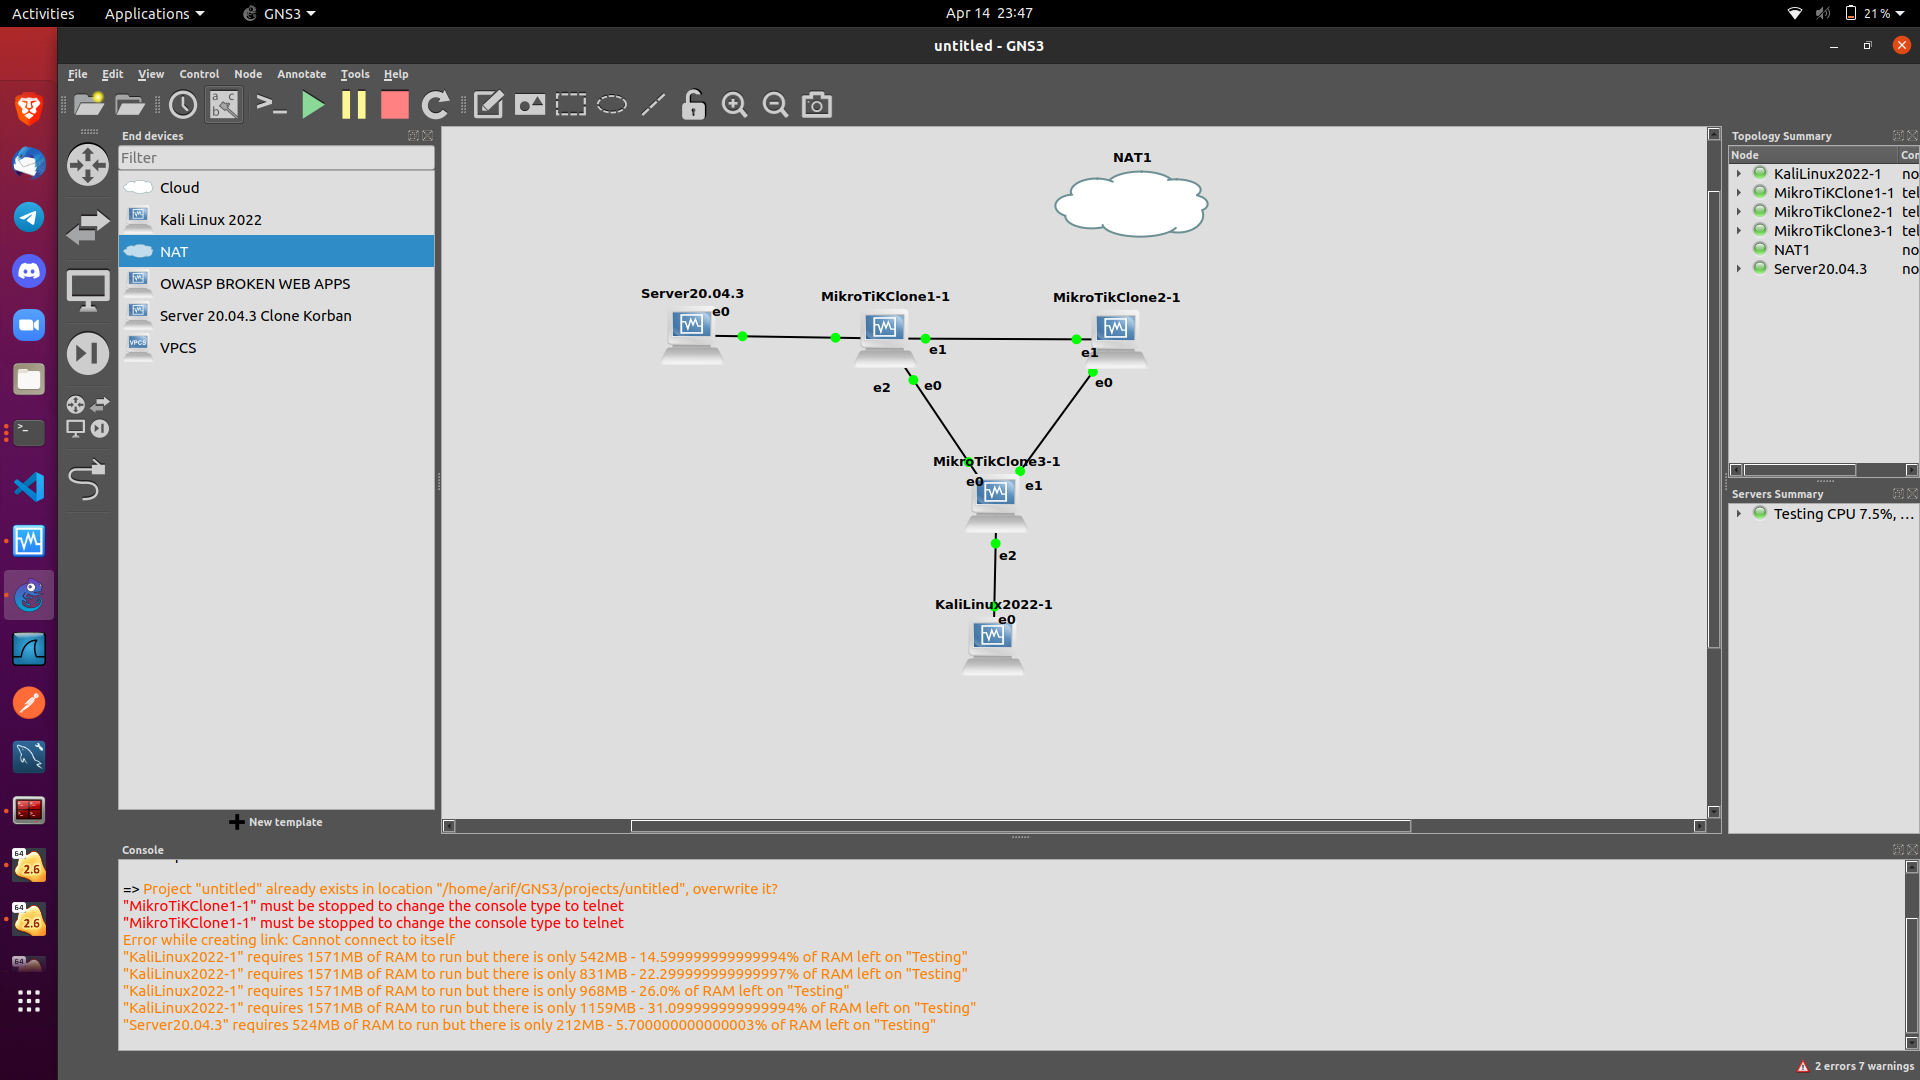 Activities
Applications
GNS3
Apr 14 23:47
21 %
untitled - GNS3
File Edit View Control Node Annotate Tools Help
End devices
Filter
Cloud
Kali Linux 2022
NAT
OWASP BROKEN WEB APPS
Server 20.04.3 Clone Korban
VPCS
New template
NAT1
Server20.04.3
e0
MikroTiKClone1-1
e1
e2
e0
MikroTikClone2-1
e1
e0
MikroTikClone3-1
e0
e1
e2
KaliLinux2022-1
e0
Topology Summary
Node Con
KaliLinux2022-1 no
MikroTiKClone1-1 tel
MikroTikClone2-1 tel
MikroTikClone3-1 tel
NAT1 no
Server20.04.3 no
Servers Summary
Testing CPU 7.5%, ...
Console
=> Project "untitled" already exists in location "/home/arif/GNS3/projects/untitled", overwrite it?
"MikroTiKClone1-1" must be stopped to change the console type to telnet
"MikroTiKClone1-1" must be stopped to change the console type to telnet
Error while creating link: Cannot connect to itself
"KaliLinux2022-1" requires 1571MB of RAM to run but there is only 542MB - 14.599999999999994% of RAM left on "Testing"
"KaliLinux2022-1" requires 1571MB of RAM to run but there is only 831MB - 22.299999999999997% of RAM left on "Testing"
"KaliLinux2022-1" requires 1571MB of RAM to run but there is only 968MB - 26.0% of RAM left on "Testing"
"KaliLinux2022-1" requires 1571MB of RAM to run but there is only 1159MB - 31.099999999999994% of RAM left on "Testing"
"Server20.04.3" requires 524MB of RAM to run but there is only 212MB - 5.700000000000003% of RAM left on "Testing"
2 errors 7 warnings
64
2.6
64
2.6
64